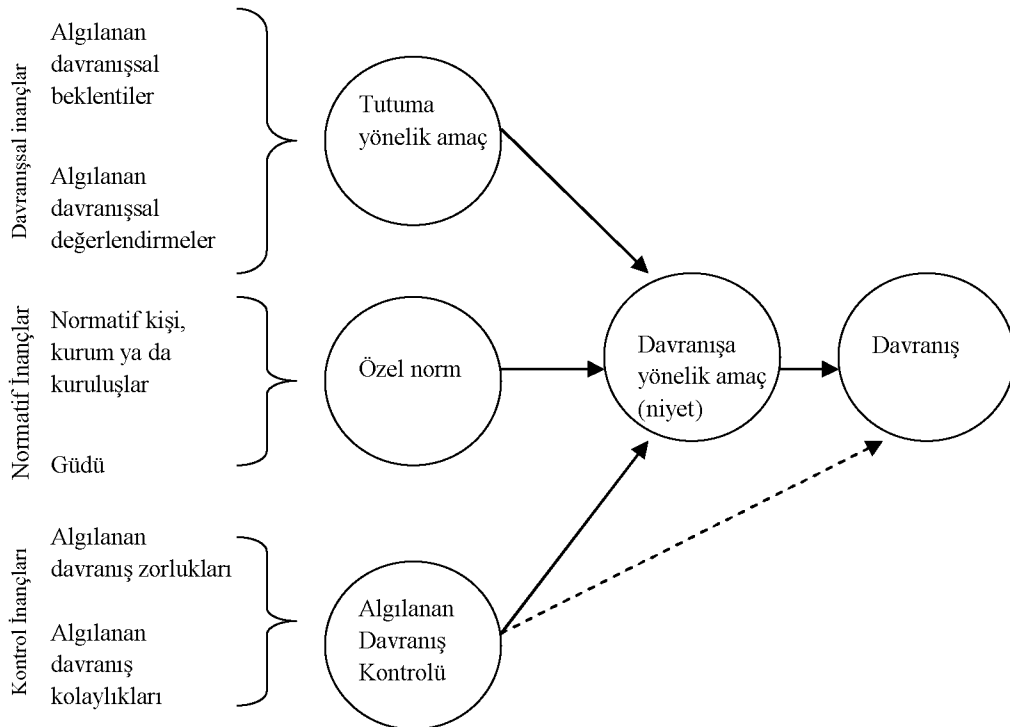 Davranışsal inançlar
Algılanan
davranışsal
beklentiler
Algılanan
davranışsal
değerlendirmeler
Tutuma
yönelik amaç
Normatif İnançlar
Normatif kişi,
kurum ya da
kuruluşlar
Güdü
Özel norm
Davranışa
yönelik amaç
(niyet)
Davranış
Kontrol İnançları
Algılanan
davranış zorlukları
Algılanan
davranış
kolaylıkları
Algılanan
Davranış
Kontrolü